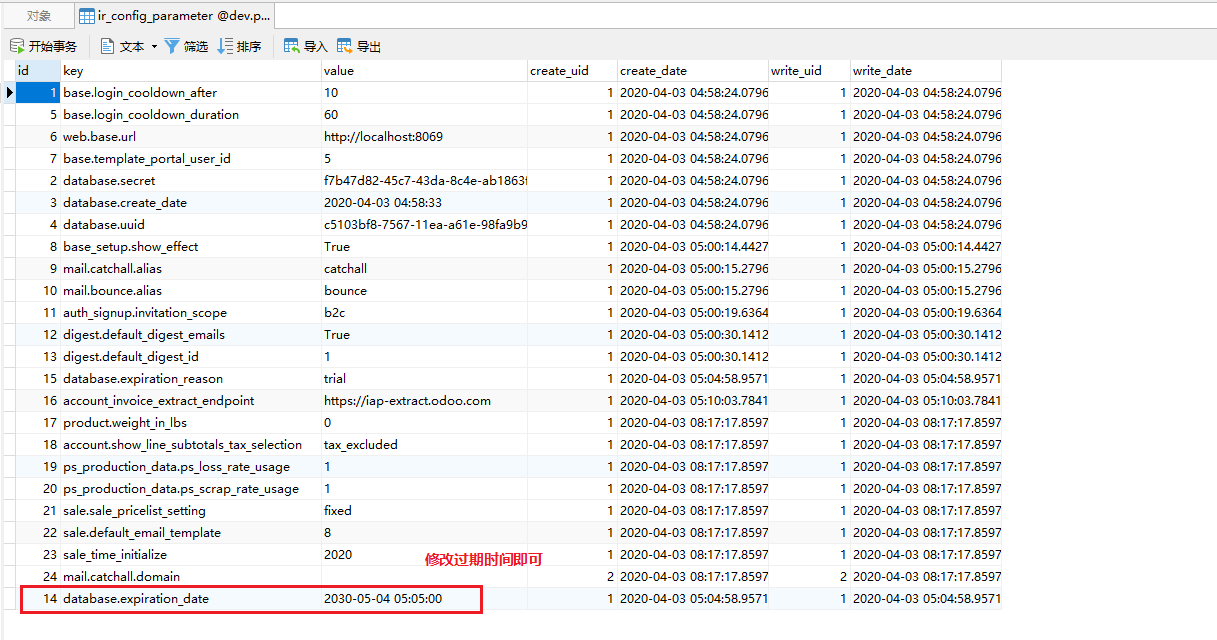 对象 ir_config_parameter @dev.p...
开始事务 文本 筛选 排序 导入 导出
id key value create_uid create_date write_uid write_date
1 base.login_cooldown_after 10 1 2020-04-03 04:58:24.0796 1 2020-04-03 04:58:24.0796
5 base.login_cooldown_duration 60 1 2020-04-03 04:58:24.0796 1 2020-04-03 04:58:24.0796
6 web.base.url http://localhost:8069 1 2020-04-03 04:58:24.0796 1 2020-04-03 04:58:24.0796
7 base.template_portal_user_id 5 1 2020-04-03 04:58:24.0796 1 2020-04-03 04:58:24.0796
2 database.secret f7b47d82-45c7-43da-8c4e-ab1863f 1 2020-04-03 04:58:24.0796 1 2020-04-03 04:58:24.0796
3 database.create_date 2020-04-03 04:58:33 1 2020-04-03 04:58:24.0796 1 2020-04-03 04:58:24.0796
4 database.uuid c5103bf8-7567-11ea-a61e-98fa9b9 1 2020-04-03 04:58:24.0796 1 2020-04-03 04:58:24.0796
8 base_setup.show_effect True 1 2020-04-03 05:00:14.4427 1 2020-04-03 05:00:14.4427
9 mail.catchall.alias catchall 1 2020-04-03 05:00:15.2796 1 2020-04-03 05:00:15.2796
10 mail.bounce.alias bounce 1 2020-04-03 05:00:15.2796 1 2020-04-03 05:00:15.2796
11 auth_signup.invitation_scope b2c 1 2020-04-03 05:00:19.6364 1 2020-04-03 05:00:19.6364
12 digest.default_digest_emails True 1 2020-04-03 05:00:30.1412 1 2020-04-03 05:00:30.1412
13 digest.default_digest_id 1 1 2020-04-03 05:00:30.1412 1 2020-04-03 05:00:30.1412
15 database.expiration_reason trial 1 2020-04-03 05:04:58.9571 1 2020-04-03 05:04:58.9571
16 account_invoice_extract_endpoint https://iap-extract.odoo.com 1 2020-04-03 05:10:03.7841 1 2020-04-03 05:10:03.7841
17 product.weight_in_lbs 0 1 2020-04-03 08:17:17.8597 1 2020-04-03 08:17:17.8597
18 account.show_line_subtotals_tax_selection tax_excluded 1 2020-04-03 08:17:17.8597 1 2020-04-03 08:17:17.8597
19 ps_production_data.ps_loss_rate_usage 1 1 2020-04-03 08:17:17.8597 1 2020-04-03 08:17:17.8597
20 ps_production_data.ps_scrap_rate_usage 1 1 2020-04-03 08:17:17.8597 1 2020-04-03 08:17:17.8597
21 sale.sale_pricelist_setting fixed 1 2020-04-03 08:17:17.8597 1 2020-04-03 08:17:17.8597
22 sale.default_email_template 8 1 2020-04-03 08:17:17.8597 1 2020-04-03 08:17:17.8597
23 sale_time_initialize 2020 1 2020-04-03 08:17:17.8597 1 2020-04-03 08:17:17.8597
修改过期时间即可
24 mail.catchall.domain 2 2020-04-03 08:17:17.8597 2 2020-04-03 08:17:17.8597
14 database.expiration_date 2030-05-04 05:05:00 1 2020-04-03 05:04:58.9571 1 2020-04-03 05:04:58.9571